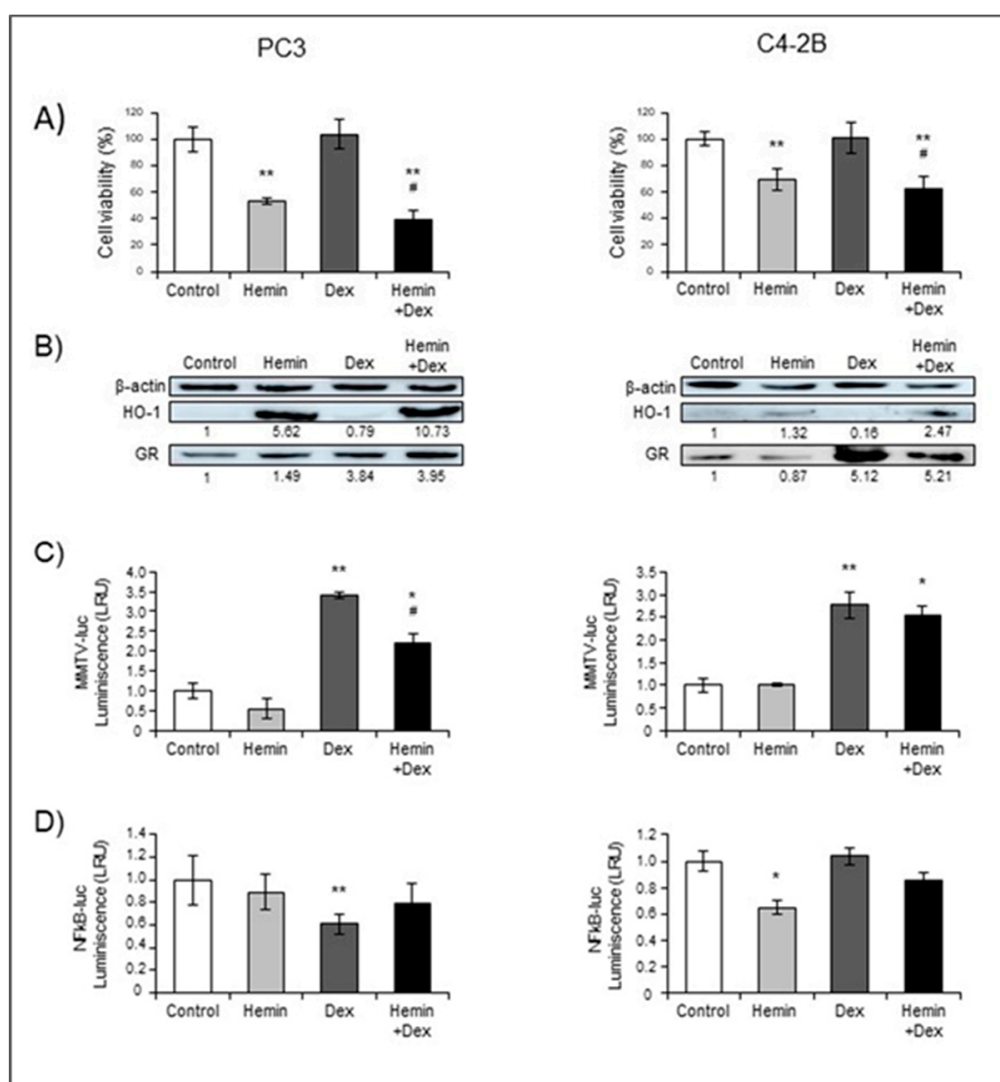 PC3
C4-2B
A)
Cell viability (%)
120
100
80
60
40
20
0
**
**
#
Control Hemin Dex Hemin
+Dex
Cell viability (%)
120
100
80
60
40
20
0
**
**
#
Control Hemin Dex Hemin
+Dex
B)
Control Hemin Dex Hemin
+Dex
β-actin
HO-1
1 5.62 0.79 10.73
GR
1 1.49 3.84 3.95
Control Hemin Dex Hemin
+Dex
β-actin
HO-1
1 1.32 0.16 2.47
GR
1 0.87 5.12 5.21
C)
MMTV-luc
Luminiscence (LRU)
4.0
3.5
3.0
2.5
2.0
1.5
1.0
0.5
0
**
*
#
Control Hemin Dex Hemin
+Dex
MMTV-luc
Luminiscence (LRU)
3.5
3.0
2.5
2.0
1.5
1.0
0.5
0
**
*
Control Hemin Dex Hemin
+Dex
D)
NFkB-luc
Luminiscence (LRU)
1.4
1.2
1.0
0.8
0.6
0.4
0.2
0
**
Control Hemin Dex Hemin
+Dex
NFkB-luc
Luminiscence (LRU)
1.2
1.0
0.8
0.6
0.4
0.2
0
*
Control Hemin Dex Hemin
+Dex